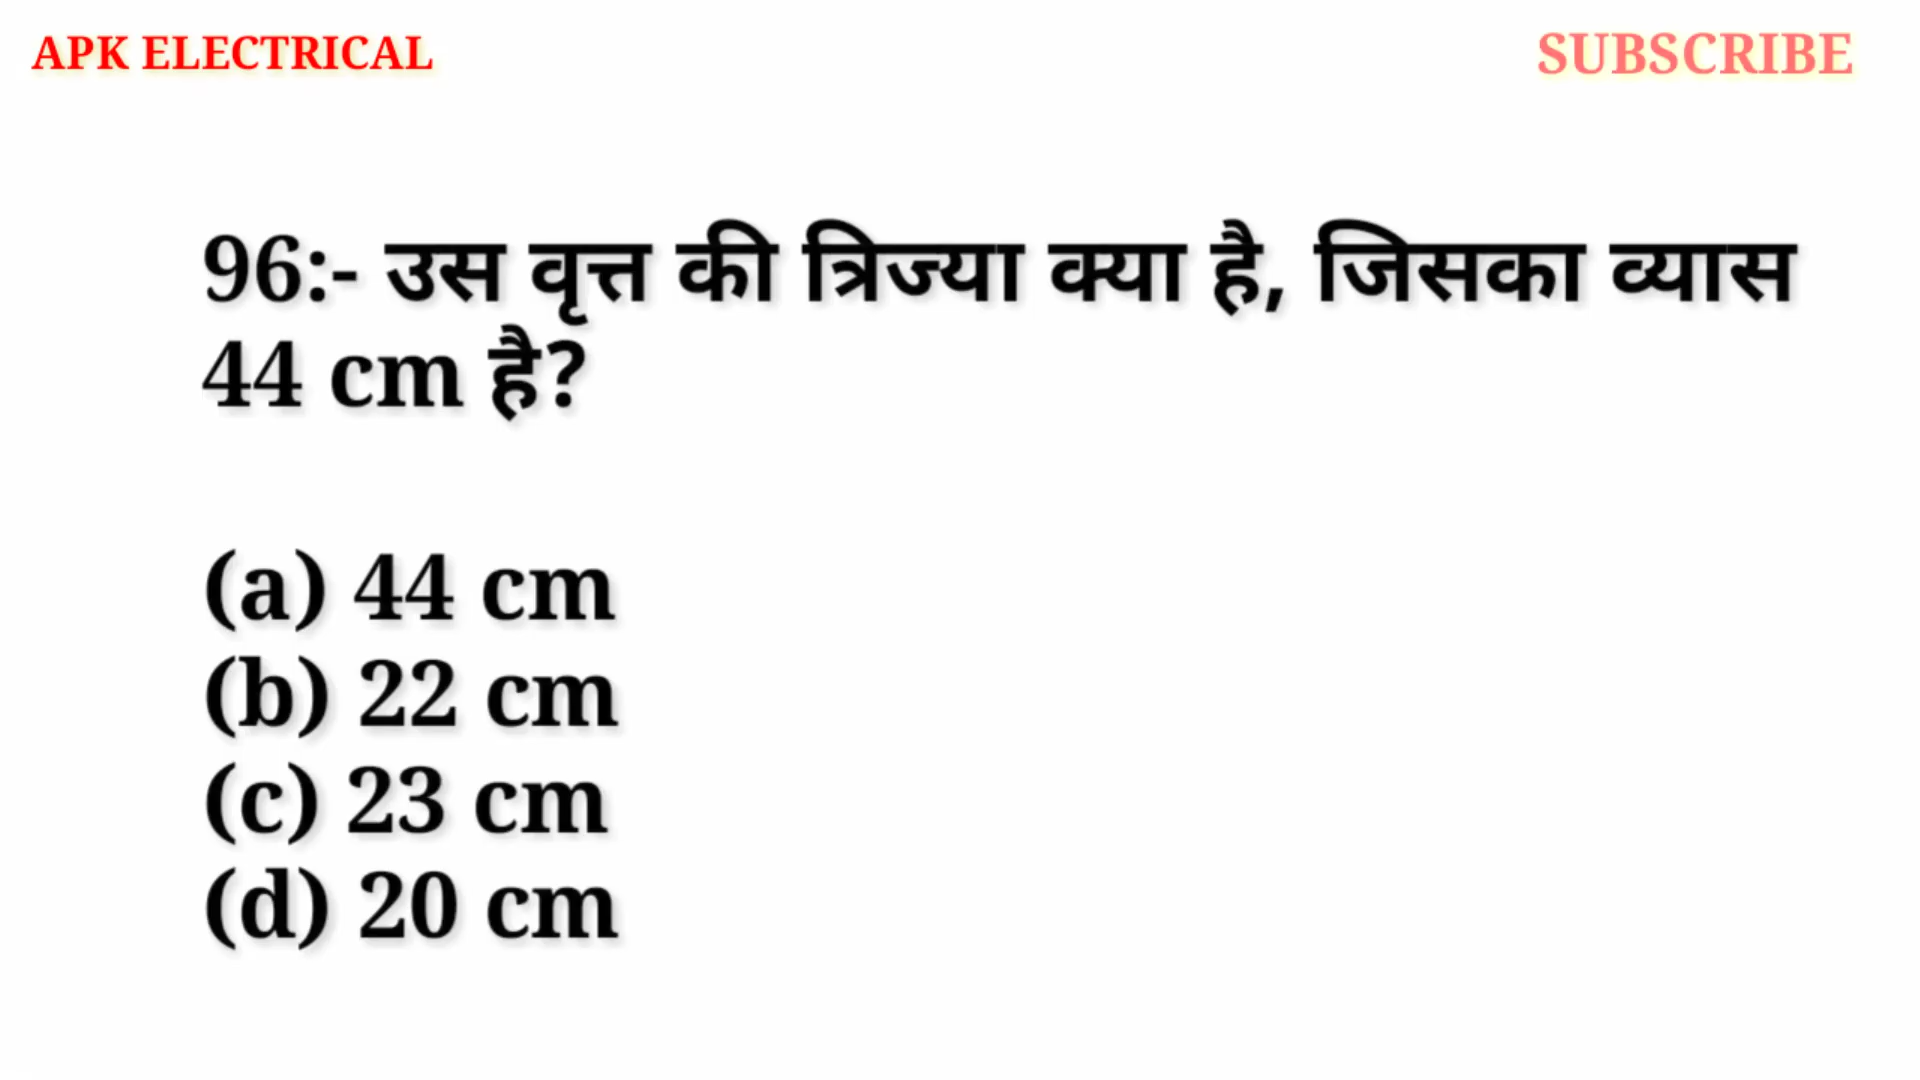 APK ELECTRICAL
SUBSCRIBE
96:- उस वृत्त की त्रिज्या क्या है, जिसका व्यास
44 cm है?
(a) 44 cm
(b) 22 cm
(c) 23 cm
(d) 20 cm